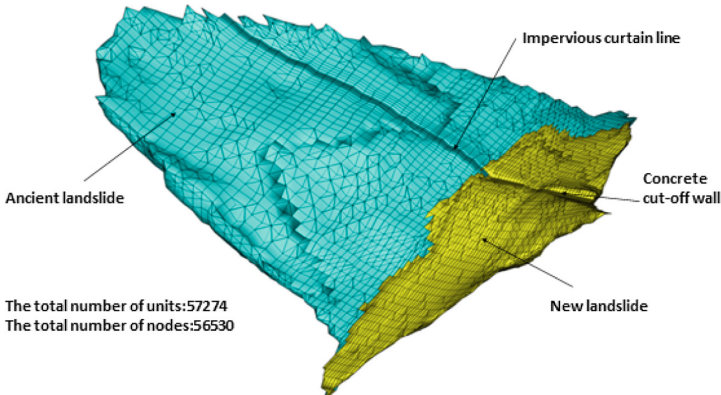 Impervious curtain line
Concrete
cut-off wall
Ancient landslide
New landslide
The total number of units:57274
The total number of nodes:56530